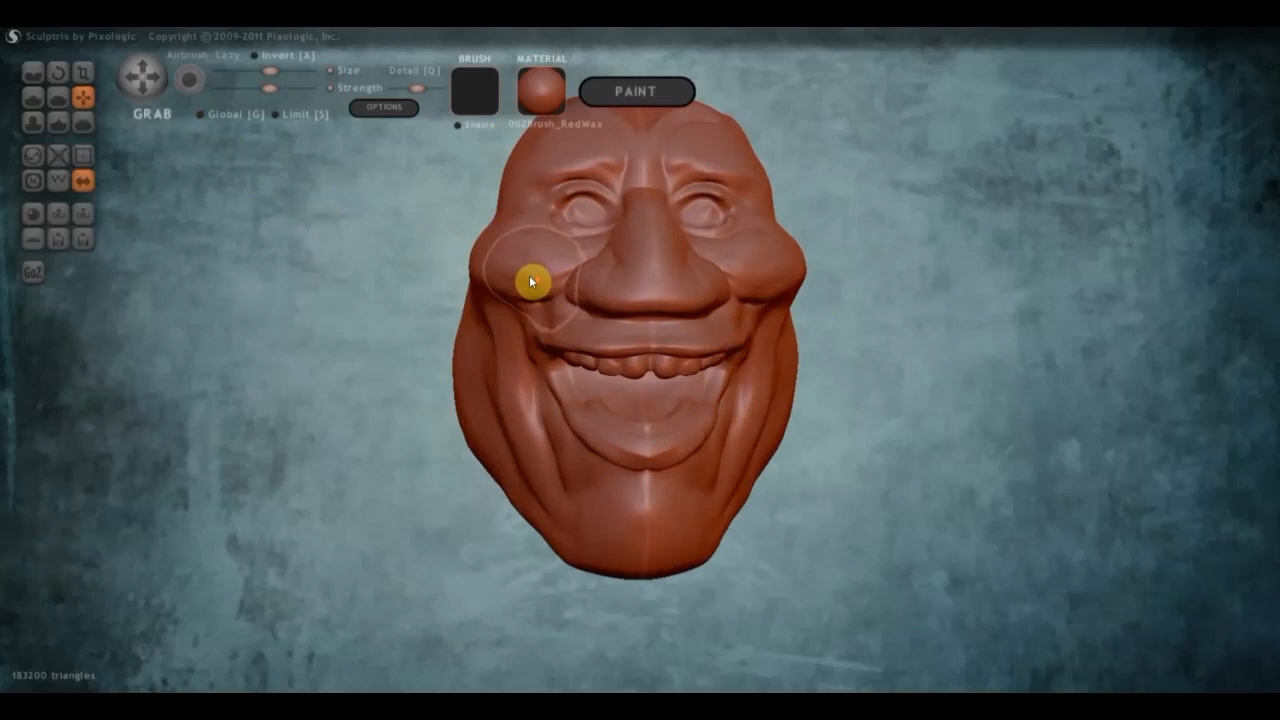 Sculptris by Pixologic Copyright © 2009-2011 Pixologic, Inc.
Airbrush Lazy Invert [X]
Size Detail [Q]
Strength
GRAB Global [G] Limit [S] OPTIONS
BRUSH
Enable
MATERIAL
002Brush_RedWax
PAINT
GoZ
183200 triangles